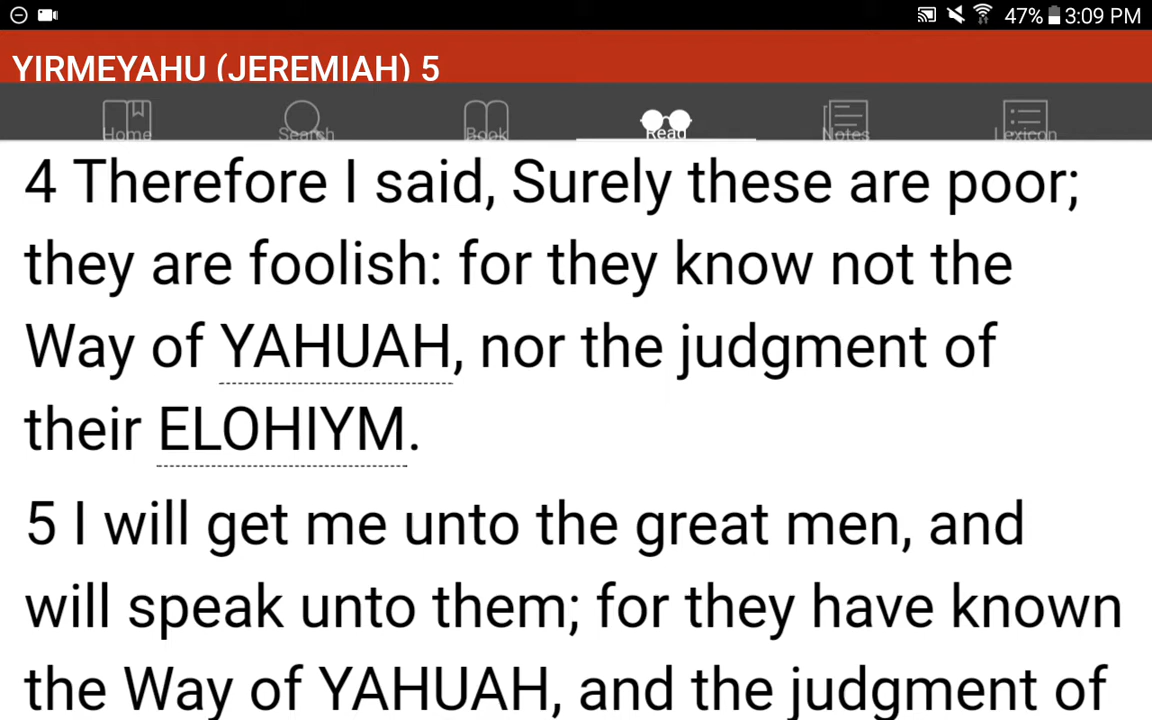 47% 3:09 PM
YIRMEYAHU (JEREMIAH) 5
Home Search Book Read Notes Lexicon
4 Therefore I said, Surely these are poor;
they are foolish: for they know not the
Way of YAHUAH, nor the judgment of
their ELOHIYM.
5 I will get me unto the great men, and
will speak unto them; for they have known
the Way of YAHUAH, and the judgment of